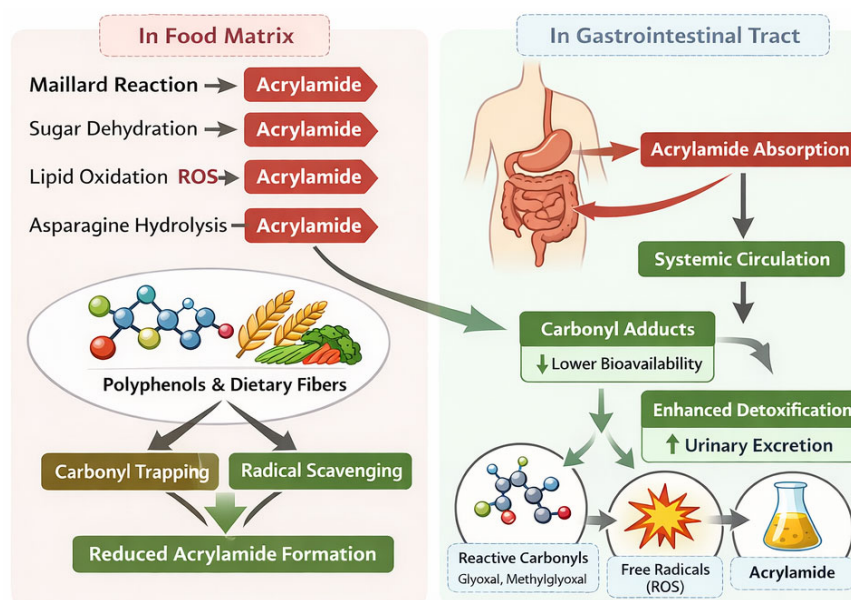 In Food Matrix
Maillard Reaction
Acrylamide
Sugar Dehydration
Acrylamide
Lipid Oxidation ROS
Acrylamide
Asparagine Hydrolysis
Acrylamide
Polyphenols & Dietary Fibers
Carbonyl Trapping
Radical Scavenging
Reduced Acrylamide Formation
In Gastrointestinal Tract
Acrylamide Absorption
Systemic Circulation
Carbonyl Adducts
↓ Lower Bioavailability
Enhanced Detoxification
↑ Urinary Excretion
Reactive Carbonyls
Glyoxal, Methylglyoxal
Free Radicals
(ROS)
Acrylamide